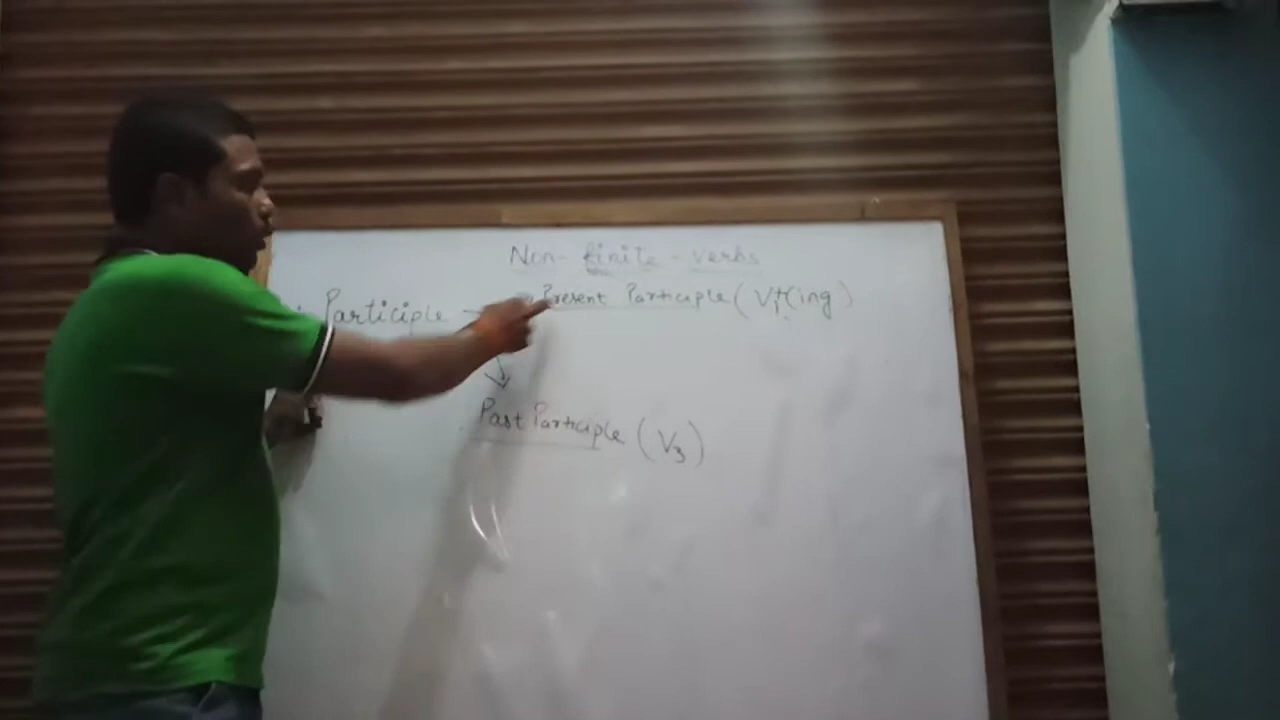 Non-finite-verbs
Participle → Present Participle (V1+(ing)
Past Participle (V3)